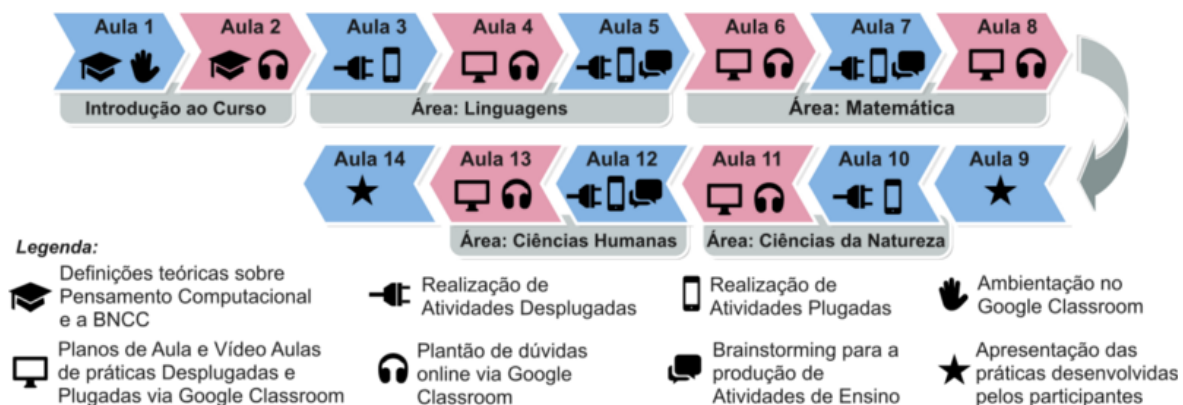 Aula 1
Aula 2
Aula 3
Aula 4
Aula 5
Aula 6
Aula 7
Aula 8
Introdução ao Curso
Área: Linguagens
Área: Matemática
Aula 14
Aula 13
Aula 12
Aula 11
Aula 10
Aula 9
Área: Ciências Humanas
Área: Ciências da Natureza
Legenda:
Definições teóricas sobre
Pensamento Computacional
e a BNCC
Realização de
Atividades Desplugadas
Realização de
Atividades Plugadas
Ambientação no
Google Classroom
Planos de Aula e Vídeo Aulas
de práticas Desplugadas e
Plugadas via Google Classroom
Plantão de dúvidas
online via Google
Classroom
Brainstorming para a
produção de
Atividades de Ensino
Apresentação das
práticas desenvolvidas
pelos participantes